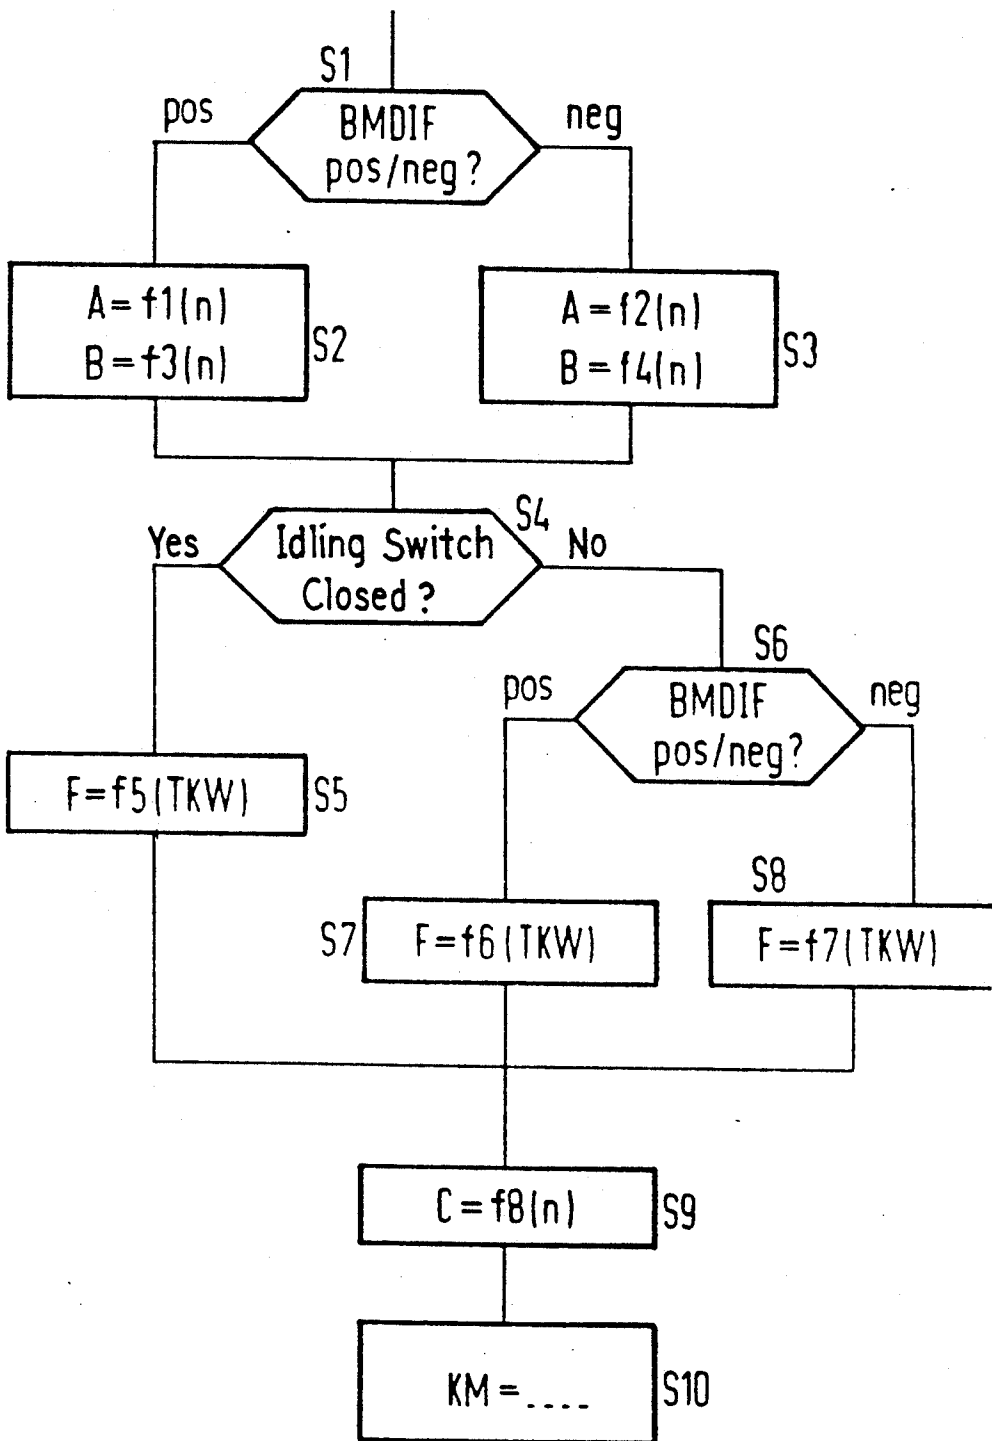 S1
pos
BMDIF
pos/neg?
neg
A = f1(n)
B = f3(n)
S2
A = f2(n)
B = f4(n)
S3
S4
Yes
Idling Switch
Closed?
No
S6
pos
BMDIF
pos/neg?
neg
F = f5(TKW)
S5
S8
S7
F = f6(TKW)
F = f7(TKW)
C = f8(n)
S9
KM = ....
S10